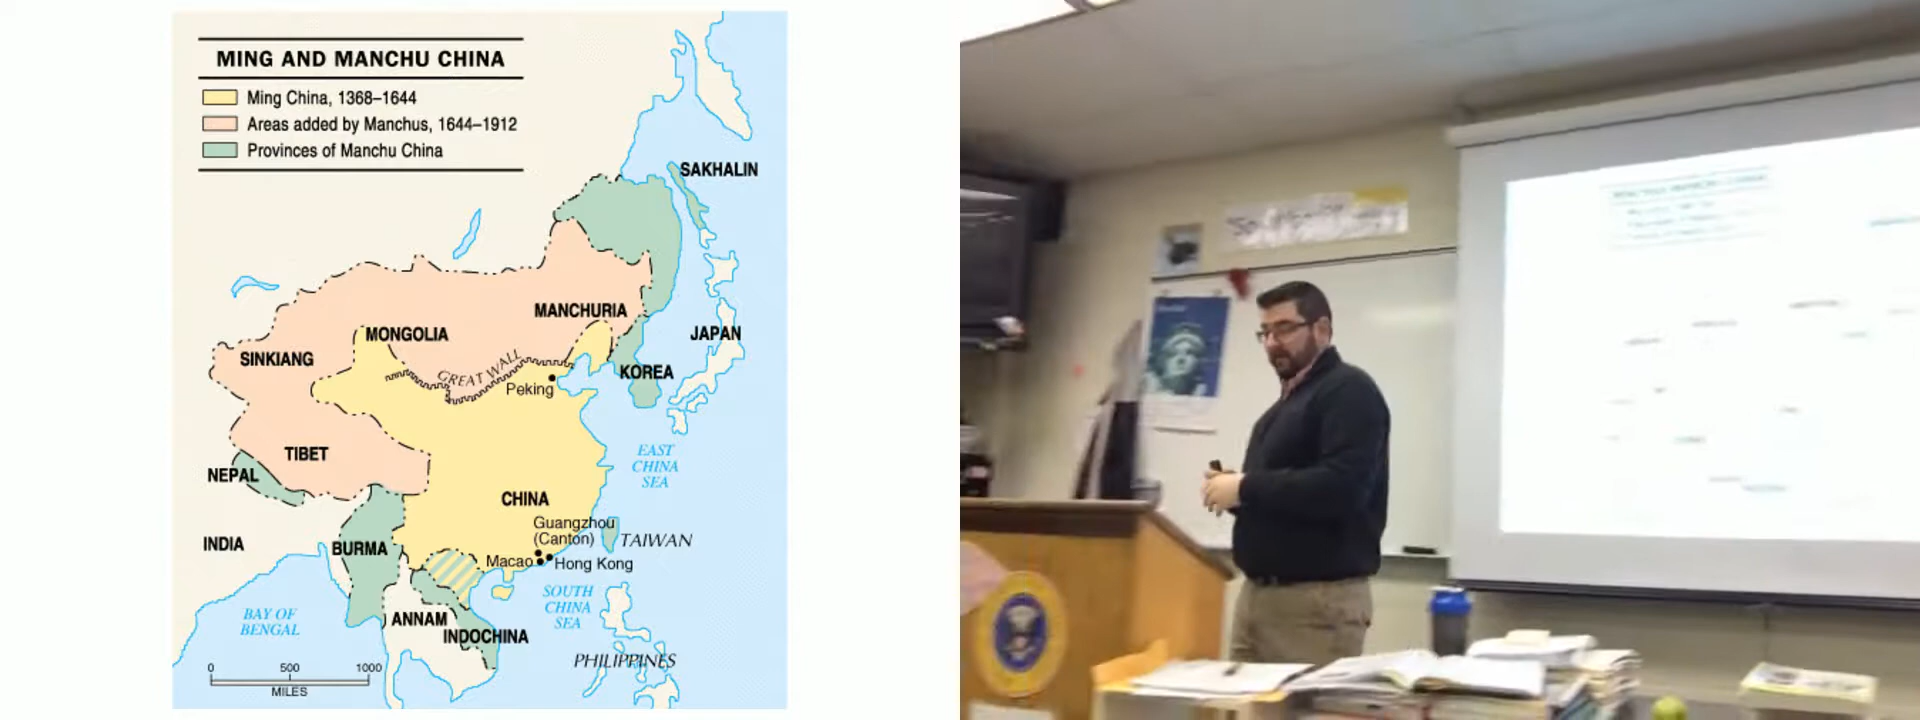 MING AND MANCHU CHINA
Ming China, 1368–1644
Areas added by Manchus, 1644–1912
Provinces of Manchu China
SAKHALIN
MANCHURIA
MONGOLIA
JAPAN
SINKIANG
GREAT WALL
KOREA
Peking
TIBET
EAST
CHINA
SEA
NEPAL
CHINA
Guangzhou
(Canton)
TAIWAN
INDIA
BURMA
Macao
Hong Kong
SOUTH
CHINA
SEA
BAY OF
BENGAL
ANNAM
INDOCHINA
PHILIPPINES
0 500 1000
MILES